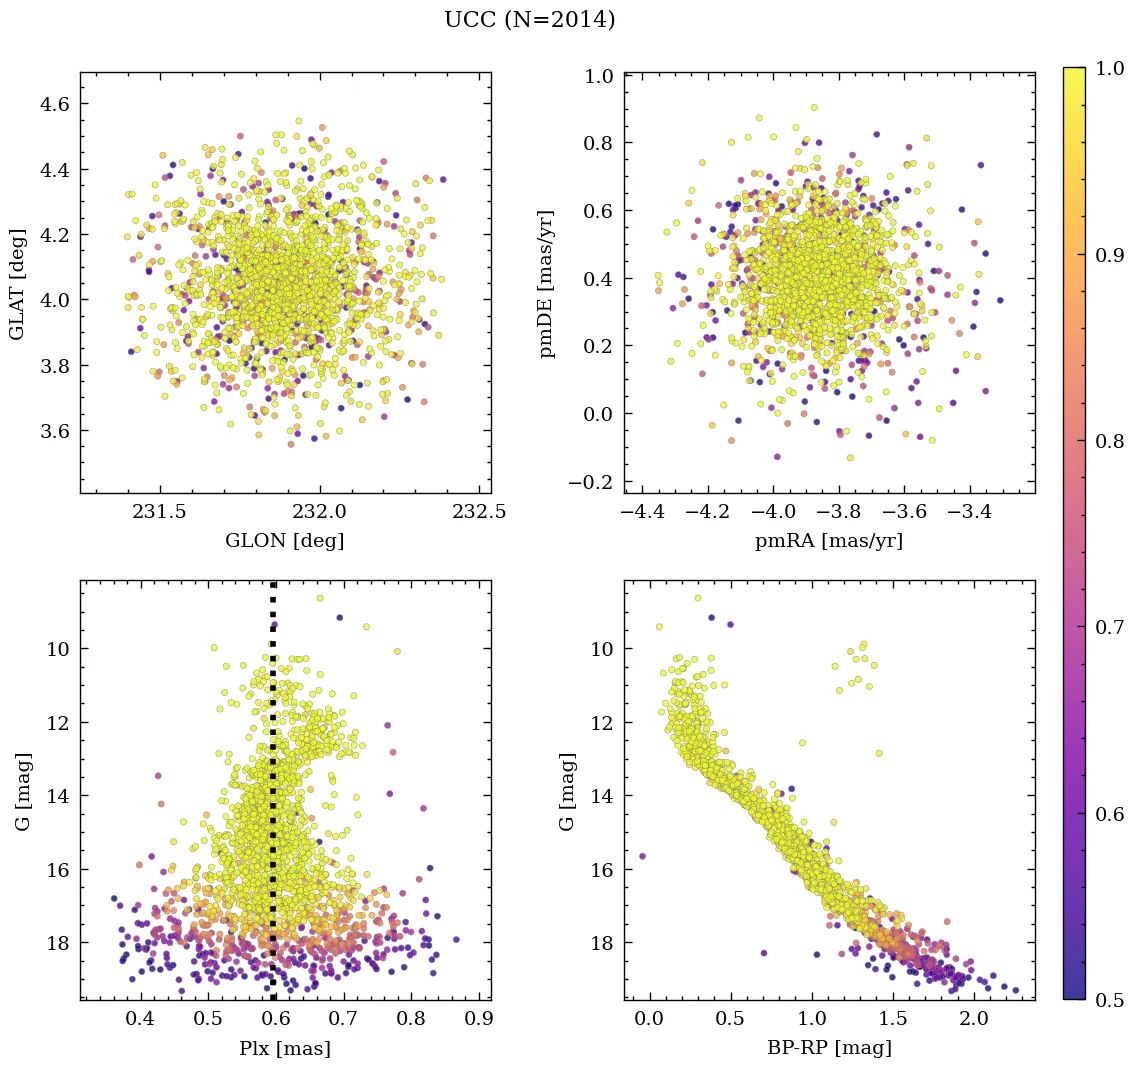 UCC (N=2014)
4.6
4.4
4.2
4.0
3.8
3.6
GLAT [deg]
231.5 232.0 232.5
GLON [deg]
1.0
0.8
0.6
0.4
0.2
0.0
−0.2
pmDE [mas/yr]
−4.4 −4.2 −4.0 −3.8 −3.6 −3.4
pmRA [mas/yr]
10
12
14
16
18
G [mag]
0.4 0.5 0.6 0.7 0.8 0.9
Plx [mas]
10
12
14
16
18
G [mag]
0.0 0.5 1.0 1.5 2.0
BP-RP [mag]
1.0
0.9
0.8
0.7
0.6
0.5